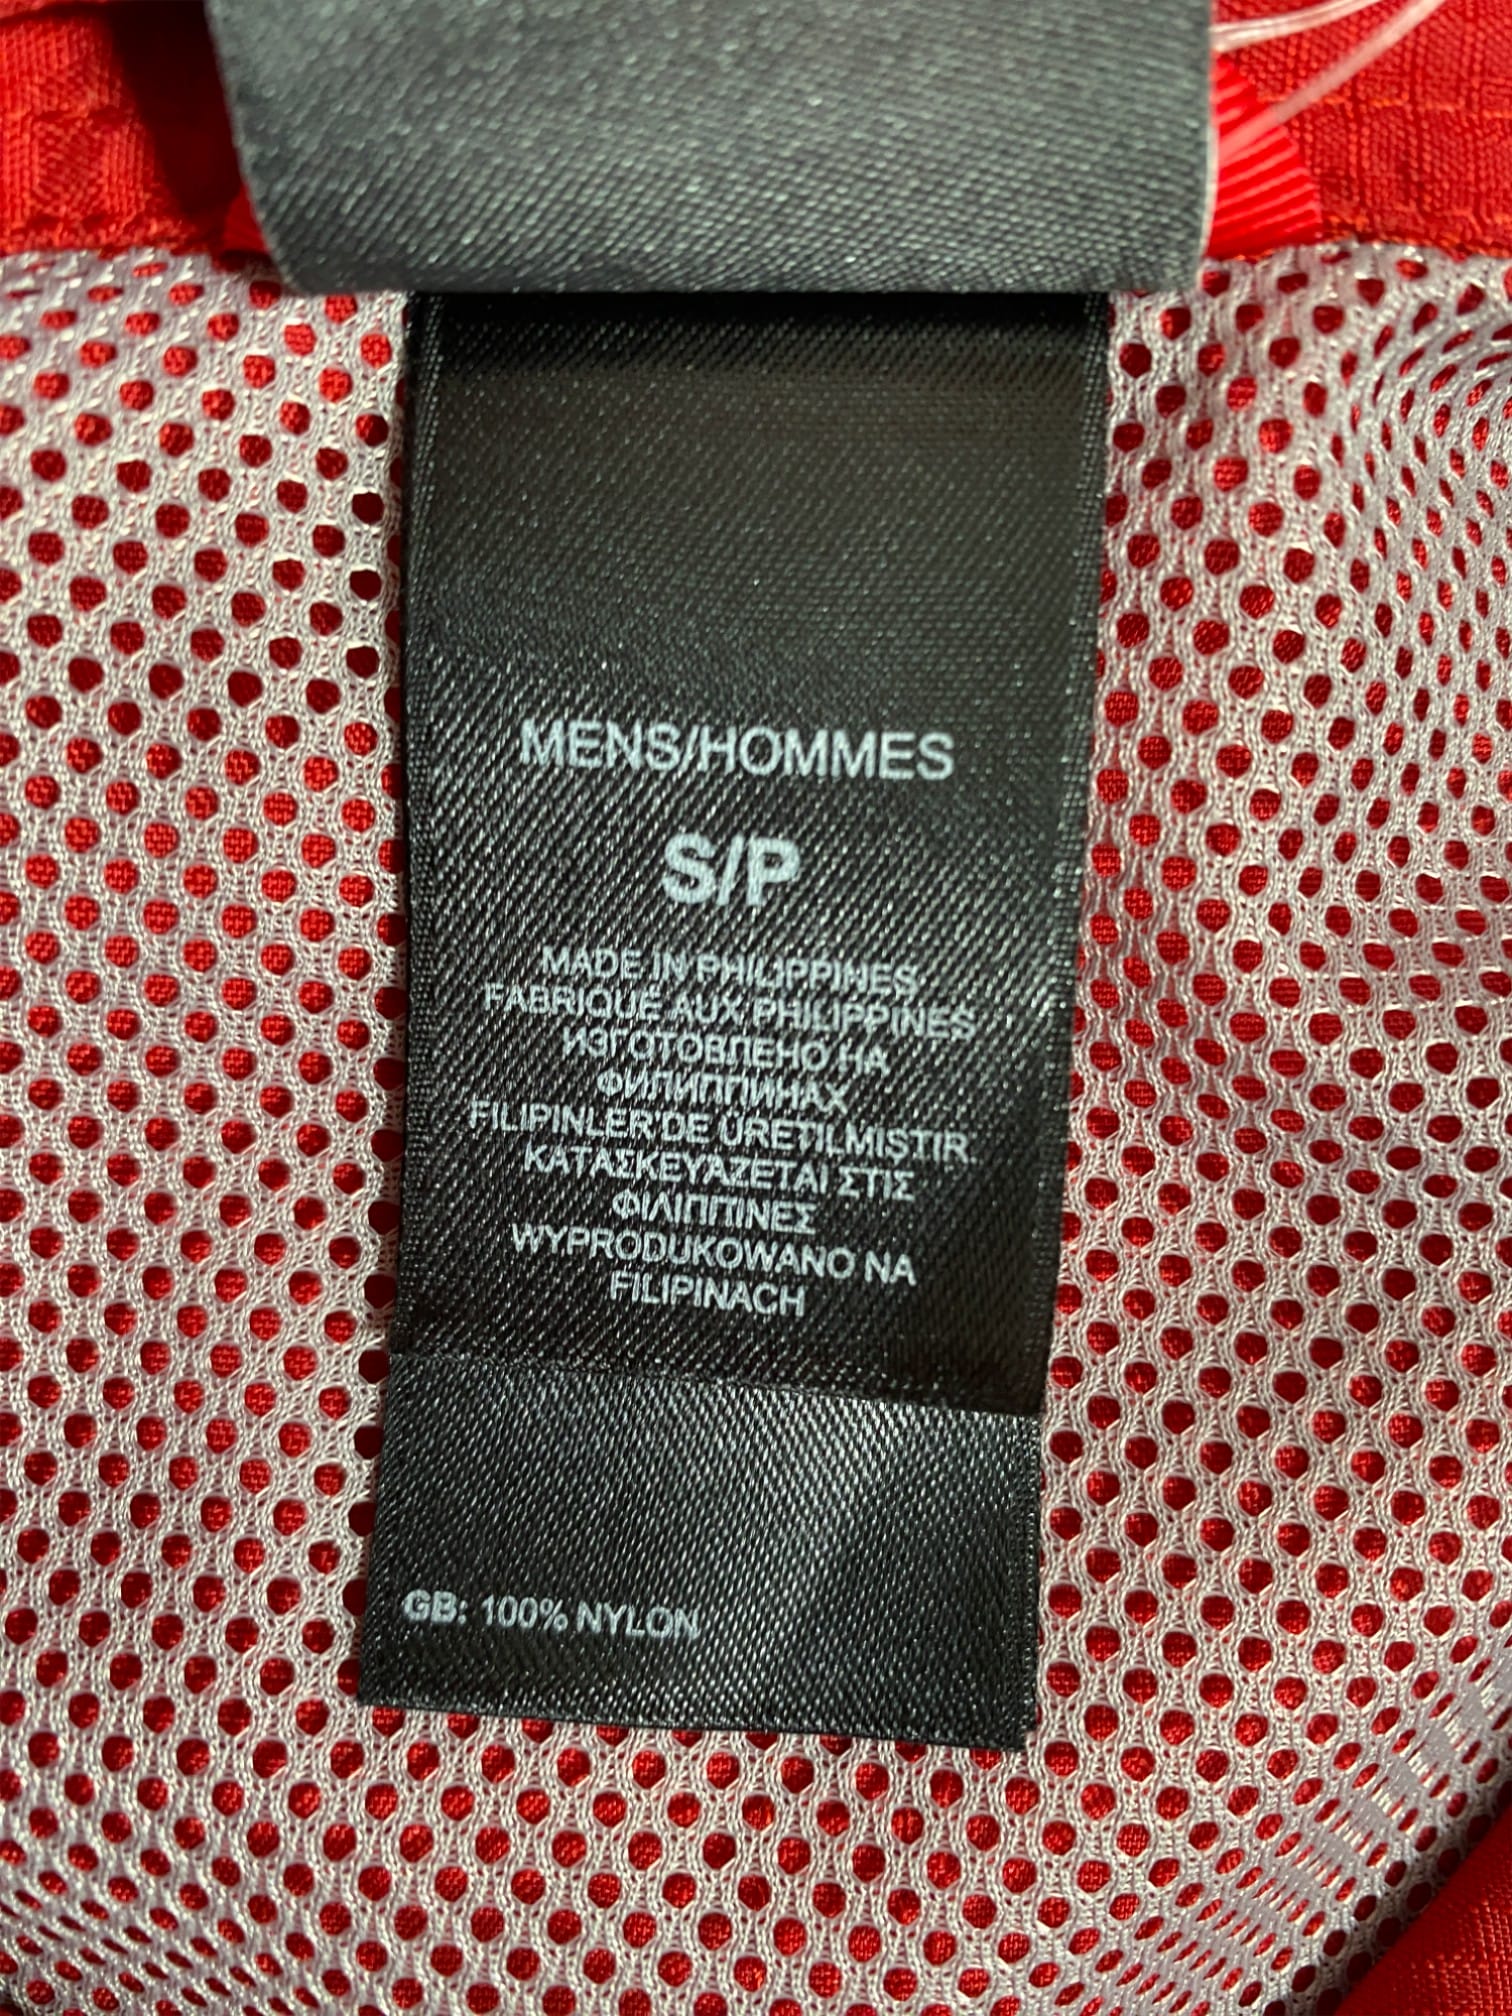 MENS/HOMMES
S/P
MADE IN PHILIPPINES
FABRIQUÉ AUX PHILIPPINES
ИЗГОТОВЛЕНО НА
ФИЛИППИНАХ
FILIPINLER'DE ÜRETILMIŞTIR
ΚΑΤΑΣΚΕΥΑΖΕΤΑΙ ΣΤΙΣ
ΦΙΛΙΠΠΙΝΕΣ
WYPRODUKOWANO NA
FILIPINACH
GB: 100% NYLON